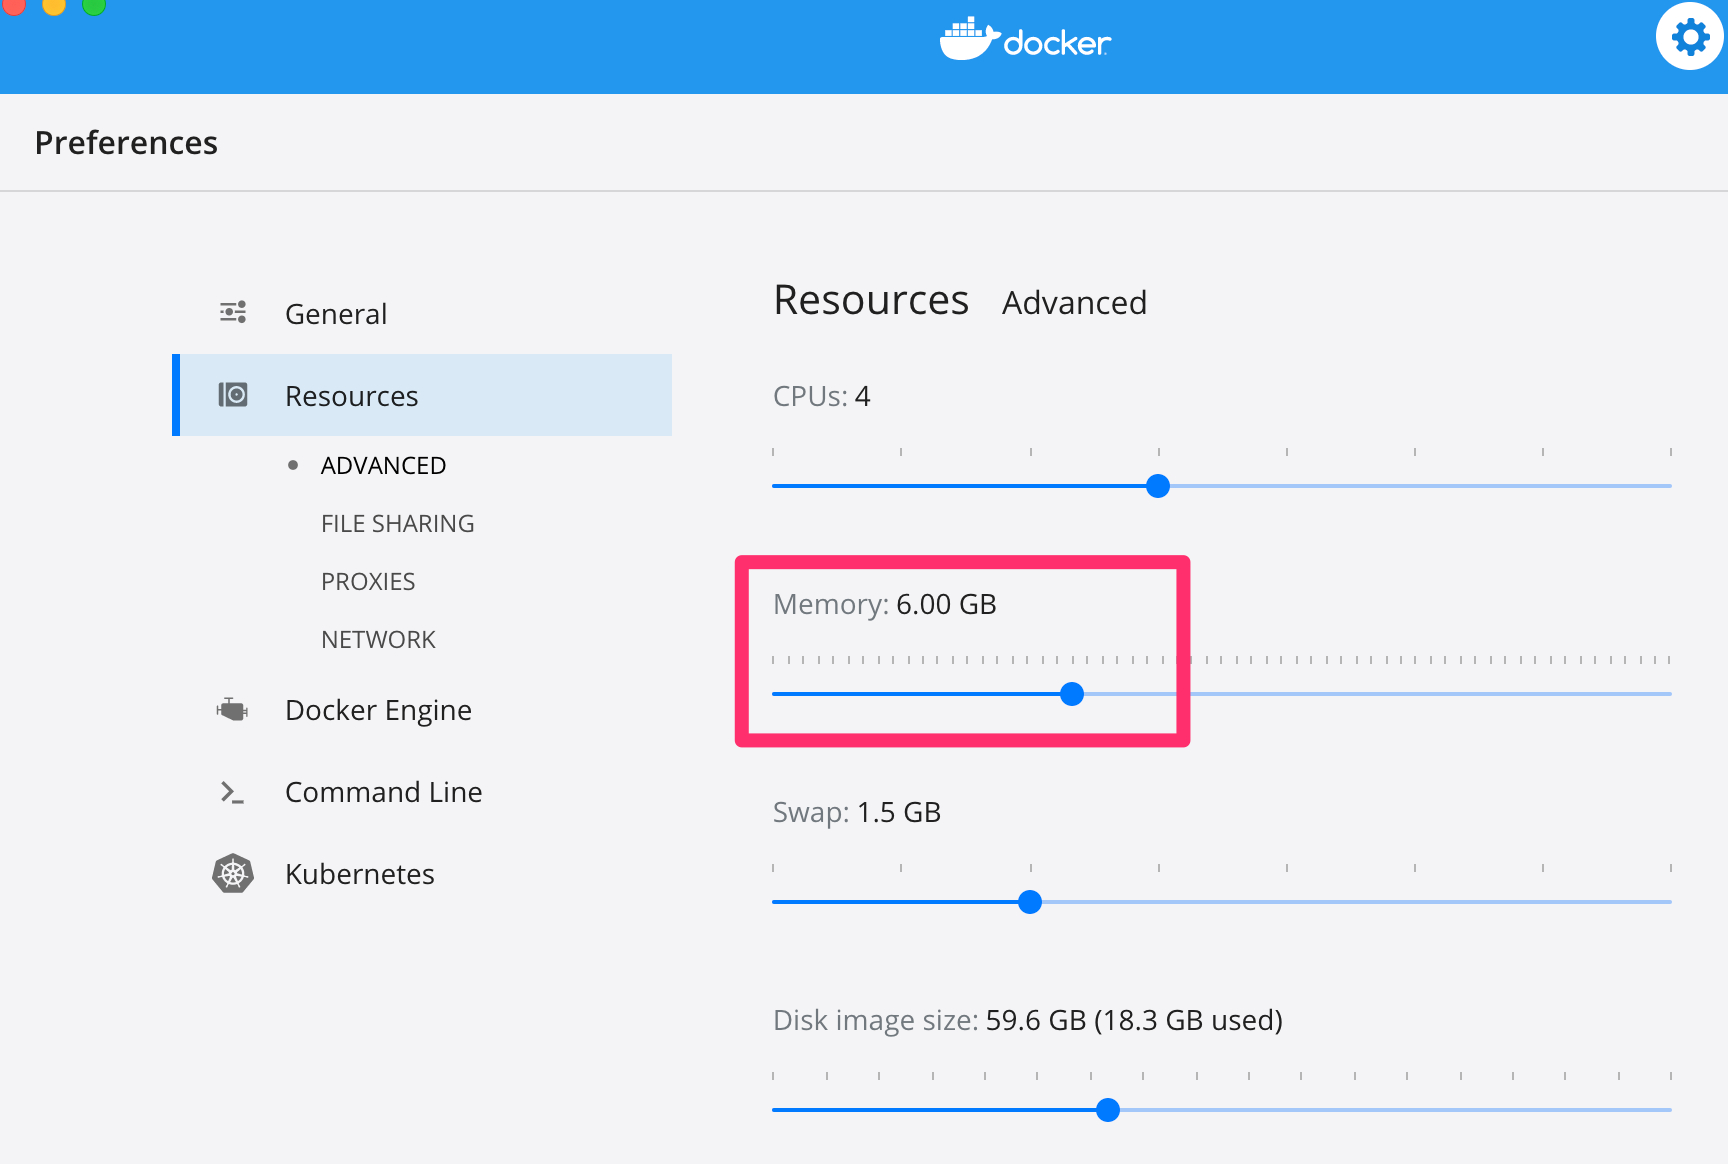 docker
Preferences
General
Resources
ADVANCED
FILE SHARING
PROXIES
NETWORK
Docker Engine
Command Line
Kubernetes
Resources Advanced
CPUs: 4
Memory: 6.00 GB
Swap: 1.5 GB
Disk image size: 59.6 GB (18.3 GB used)